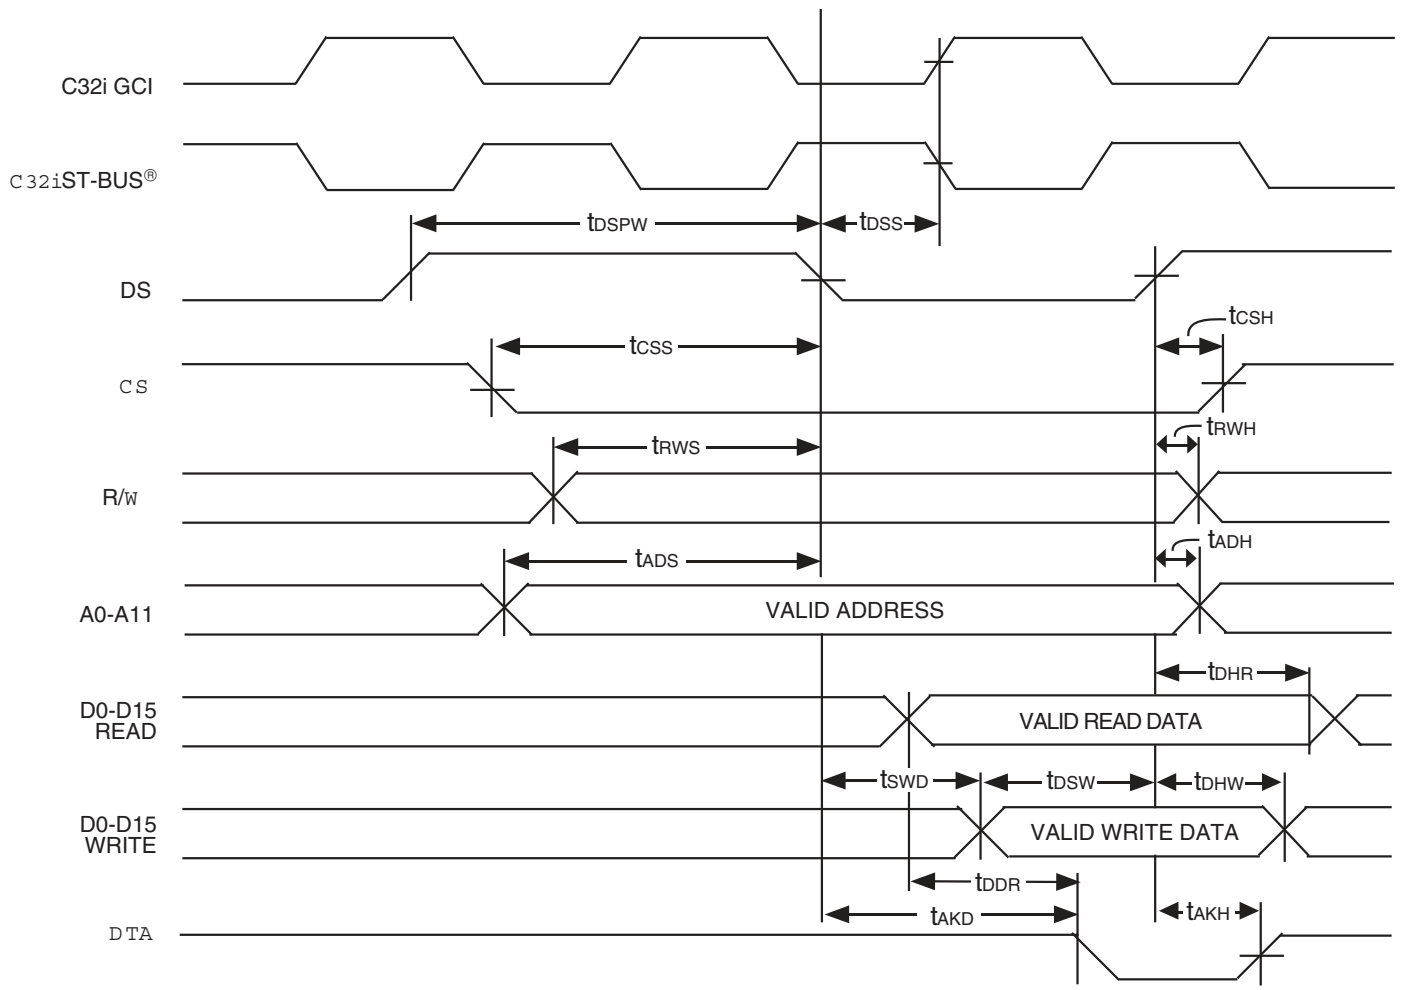 C32i GCI
C32iST-BUS®
tDSPW
tDSS
DS
tCSH
tCSS
CS
tRWH
tRWS
R/W
tADH
tADS
A0-A11
VALID ADDRESS
tDHR
D0-D15
READ
VALID READ DATA
tSWD
tDSW
tDHW
D0-D15
WRITE
VALID WRITE DATA
tDDR
tAKD
tAKH
DTA